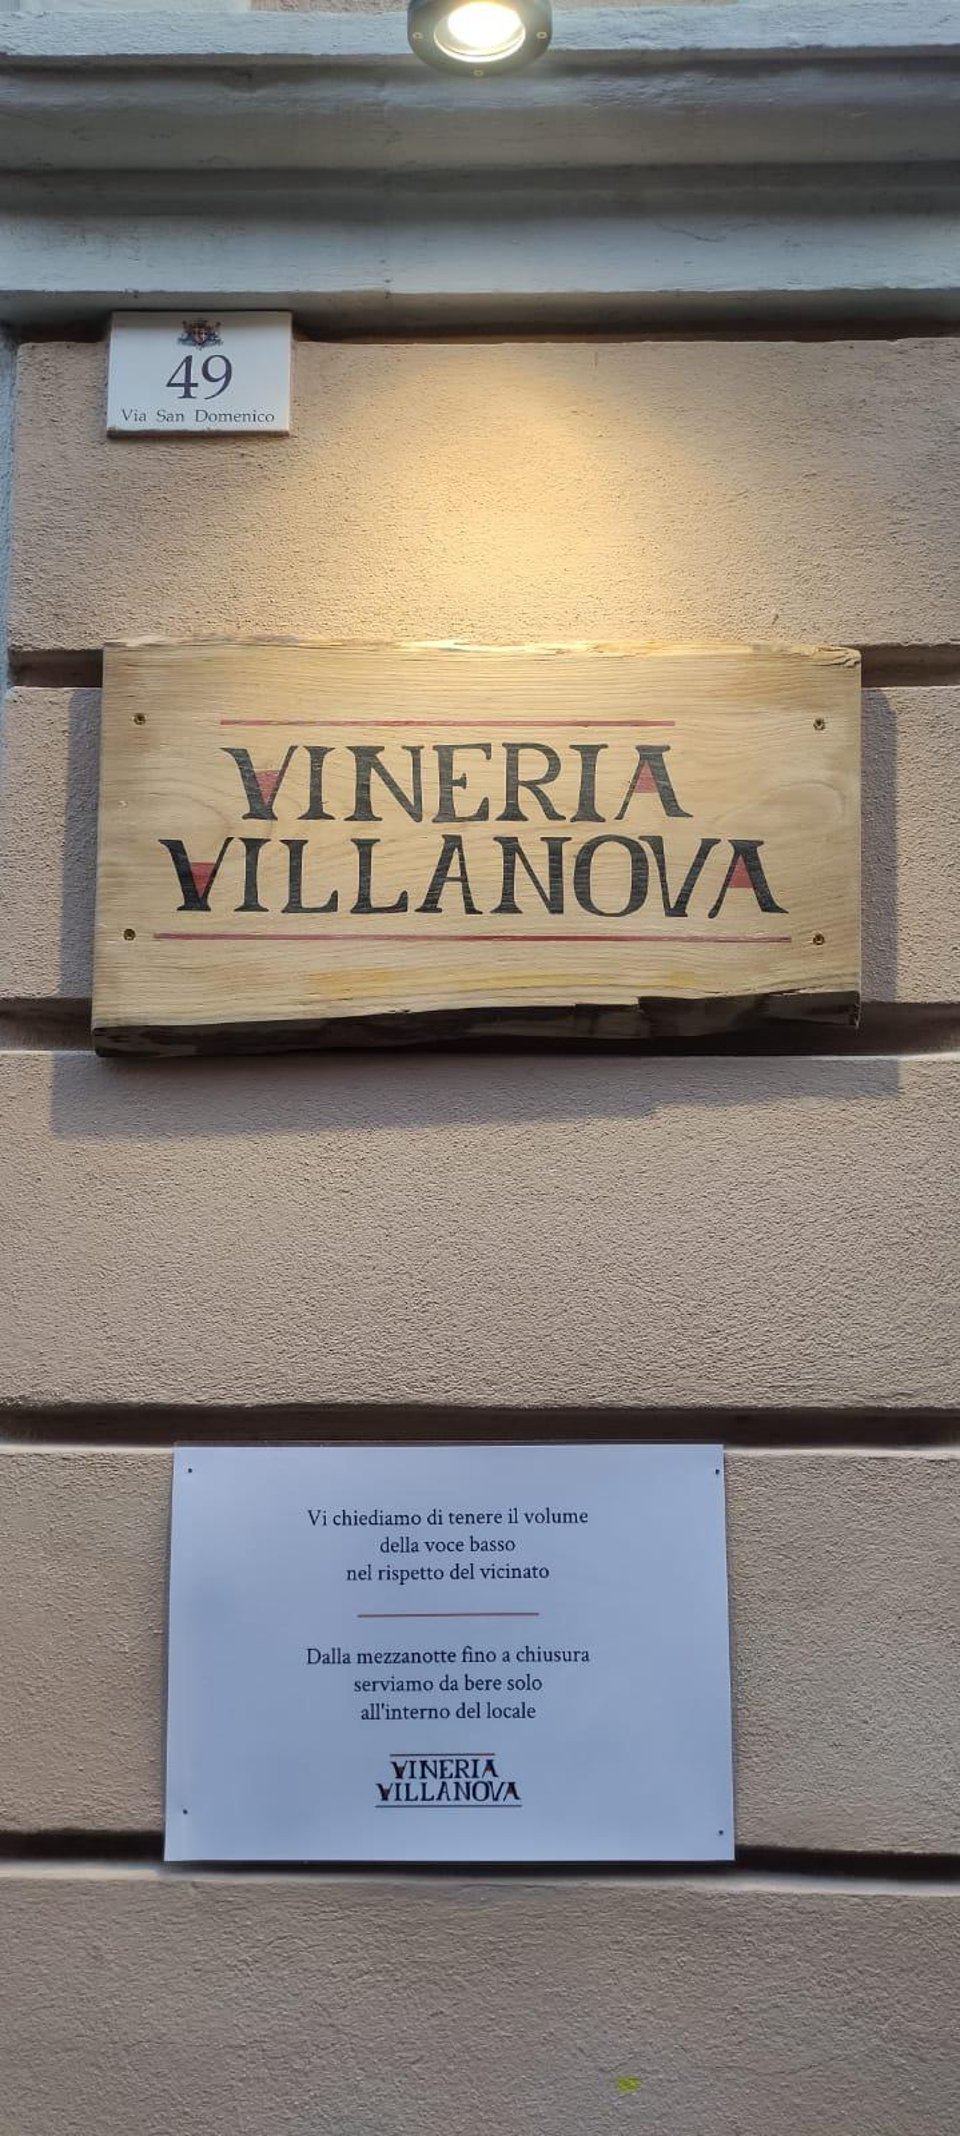 49
Via San Domenico
VINERIA
VILLANOVA
Vi chiediamo di tenere il volume
della voce basso
nel rispetto del vicinato
Dalla mezzanotte fino a chiusura
serviamo da bere solo
all'interno del locale
VINERIA
VILLANOVA